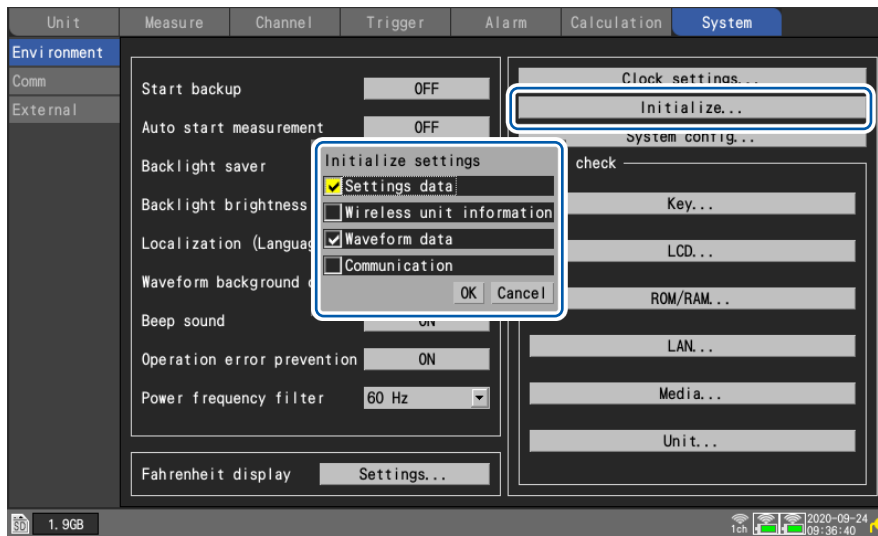 Unit Measure Channel Trigger Alarm Calculation System
Environment
Comm
External
Start backup OFF
Auto start measurement OFF
Backlight saver
Backlight brightness
Localization (Languag
Waveform background
Beep sound ON
Operation error prevention ON
Power frequency filter 60 Hz
Fahrenheit display Settings...
Initialize settings
Settings data
Wireless unit information
Waveform data
Communication
OK Cancel
Clock settings...
Initialize...
System config...
check
Key...
LCD...
ROM/RAM...
LAN...
Media...
Unit...
SD 1.9GB
1ch
2020-09-24
09:36:40